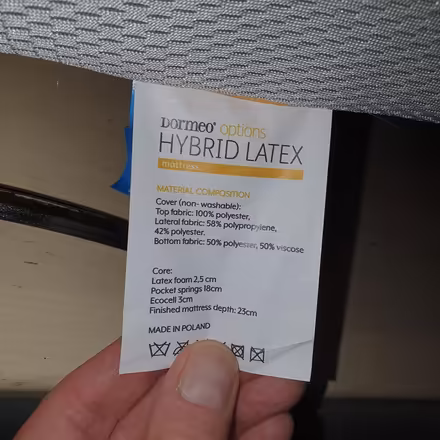 DORMEO® options
HYBRID LATEX
mattress
MATERIAL COMPOSITION
Cover (non-washable):
Top fabric: 100% polyester,
Lateral fabric: 58% polypropylene,
42% polyester.
Bottom fabric: 50% polyester, 50% viscose
Core:
Latex foam 2,5 cm
Pocket springs 18cm
Ecocell 3cm
Finished mattress depth: 23cm
MADE IN POLAND